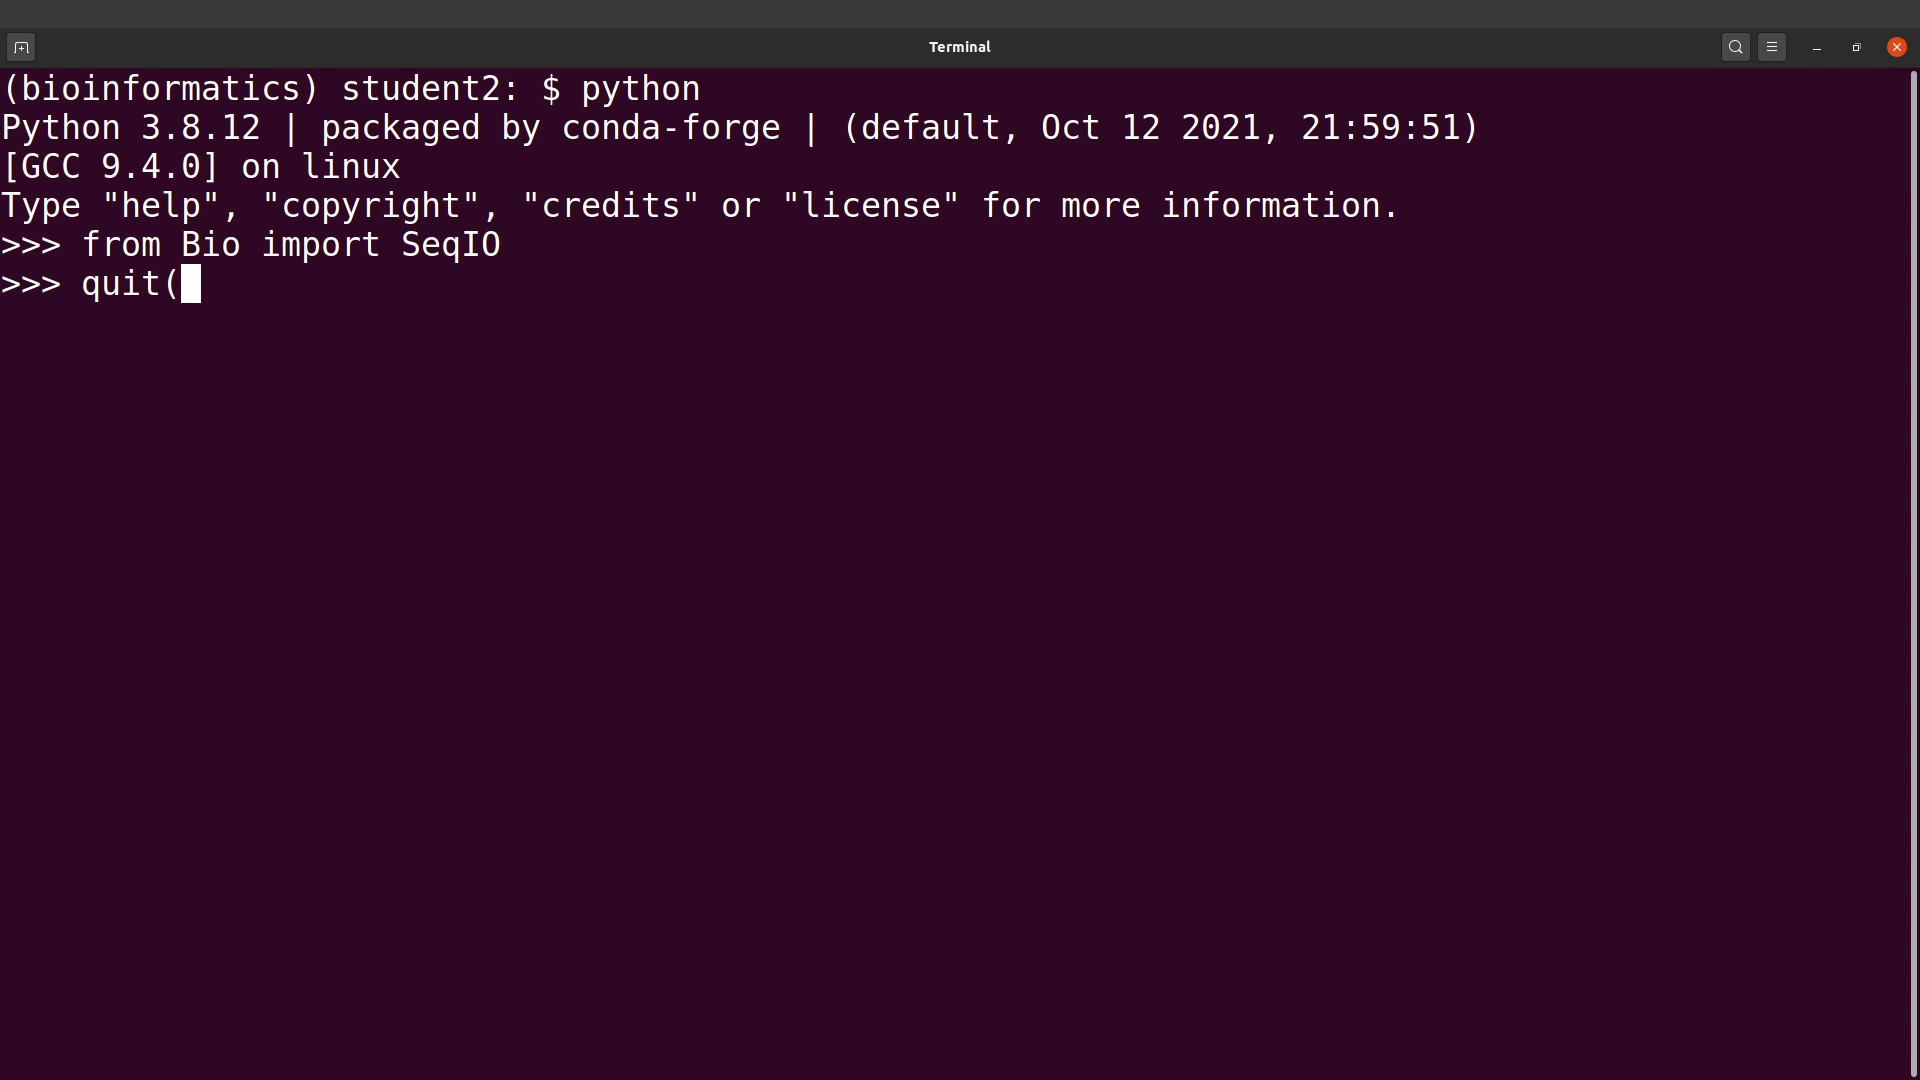 Terminal
(bioinformatics) student2: $ python
Python 3.8.12 | packaged by conda-forge | (default, Oct 12 2021, 21:59:51)
[GCC 9.4.0] on linux
Type "help", "copyright", "credits" or "license" for more information.
>>> from Bio import SeqIO
>>> quit(